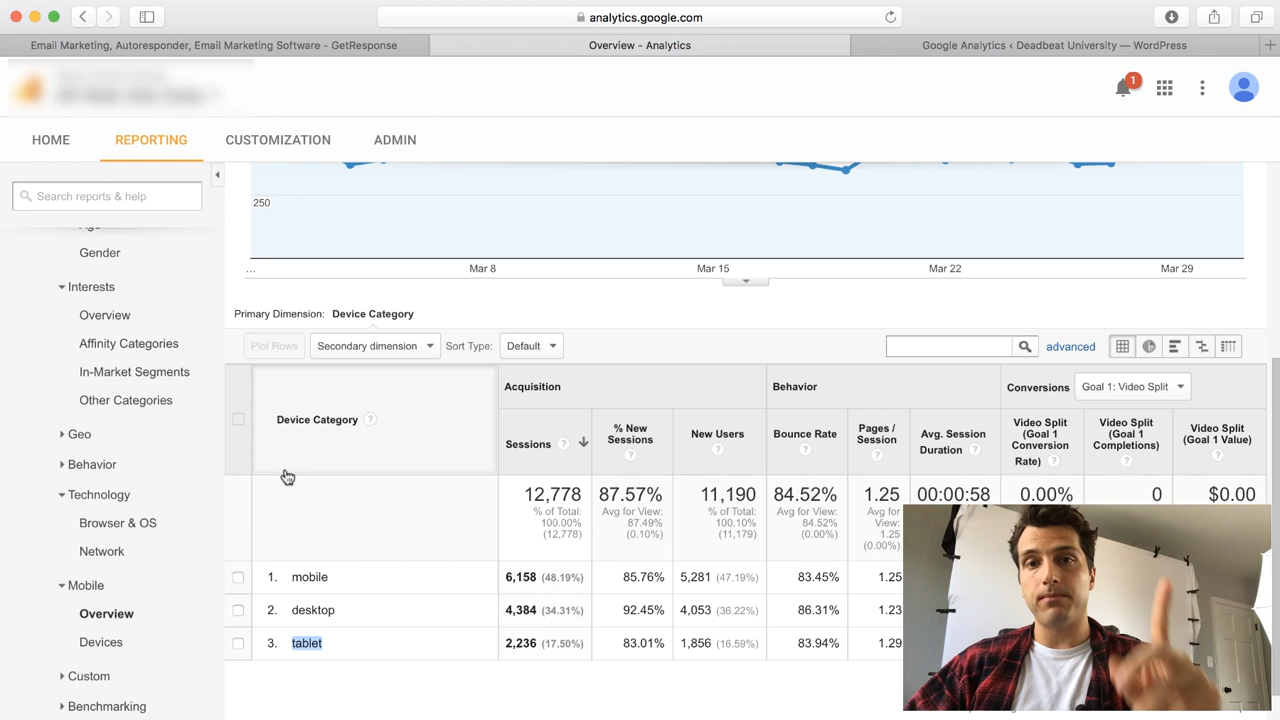 analytics.google.com
Email Marketing, Autoresponder, Email Marketing Software - GetResponse
Overview - Analytics
Google Analytics ‹ Deadbeat University — WordPress
1
HOME
REPORTING
CUSTOMIZATION
ADMIN
Search reports & help
Age
Gender
Interests
Overview
Affinity Categories
In-Market Segments
Other Categories
Geo
Behavior
Technology
Browser & OS
Network
Mobile
Overview
Devices
Custom
Benchmarking
250
...
Mar 8
Mar 15
Mar 22
Mar 29
Primary Dimension: Device Category
Plot Rows
Secondary dimension
Sort Type:
Default
advanced
Device Category ?
Acquisition
Behavior
Conversions
Goal 1: Video Split
Sessions ?
% New
Sessions
?
New Users
?
Bounce Rate
?
Pages /
Session
?
Avg. Session
Duration ?
Video Split
(Goal 1
Conversion
Rate) ?
Video Split
(Goal 1
Completions)
?
Video Split
(Goal 1 Value)
?
12,778
% of Total:
100.00%
(12,778)
87.57%
Avg for View:
87.49%
(0.10%)
11,190
% of Total:
100.10%
(11,179)
84.52%
Avg for View:
84.52%
(0.00%)
1.25
Avg for
View:
1.25
(0.00%)
00:00:58
0.00%
0
$0.00
1. mobile 6,158 (48.19%) 85.76% 5,281 (47.19%) 83.45% 1.25
2. desktop 4,384 (34.31%) 92.45% 4,053 (36.22%) 86.31% 1.23
3. tablet 2,236 (17.50%) 83.01% 1,856 (16.59%) 83.94% 1.29